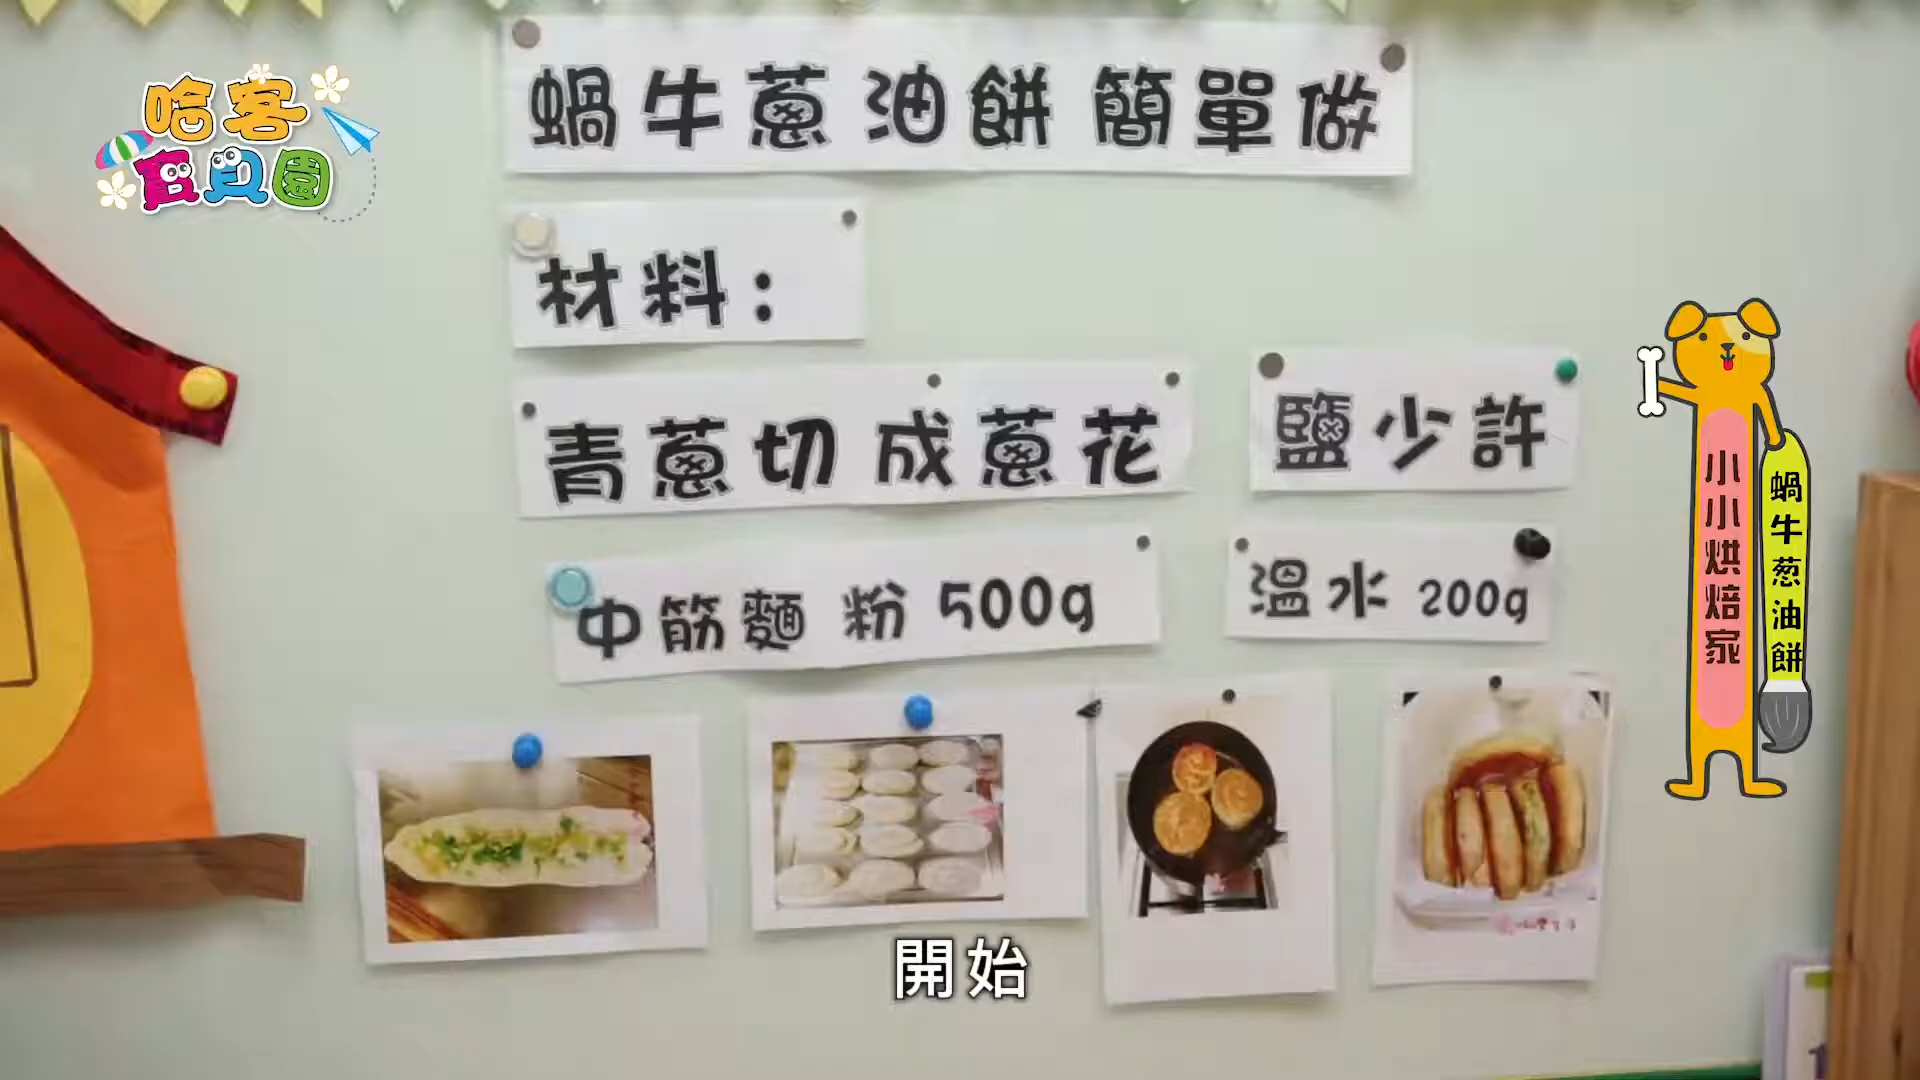 哈客
寶貝園
蝸牛蔥油餅 簡單做
材料：
青蔥切成蔥花
鹽少許
中筋麵粉 500g
溫水 200g
小小烘焙家
蝸牛葱油餅
開始